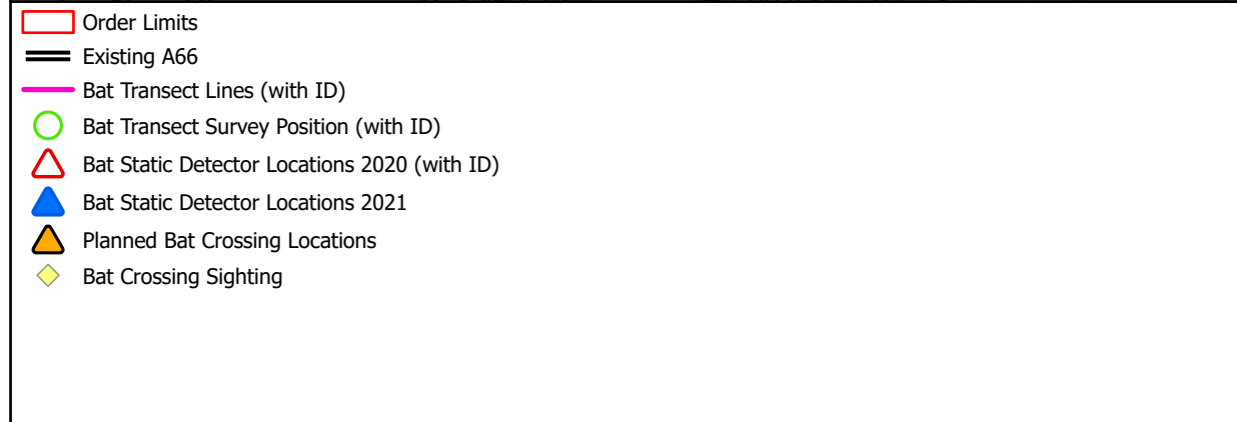 Order Limits
Existing A66
Bat Transect Lines (with ID)
Bat Transect Survey Position (with ID)
Bat Static Detector Locations 2020 (with ID)
Bat Static Detector Locations 2021
Planned Bat Crossing Locations
Bat Crossing Sighting